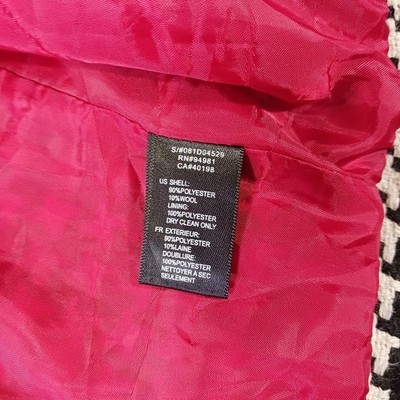 S/#081D04529
RN#94981
CA#40198
US SHELL:
90%POLYESTER
10%WOOL
LINING:
100%POLYESTER
DRY CLEAN ONLY
FR EXTERIEUR:
90%POLYESTER
10%LAINE
DOUBLURE:
100%POLYESTER
NETTOYER A SEC
SEULEMENT